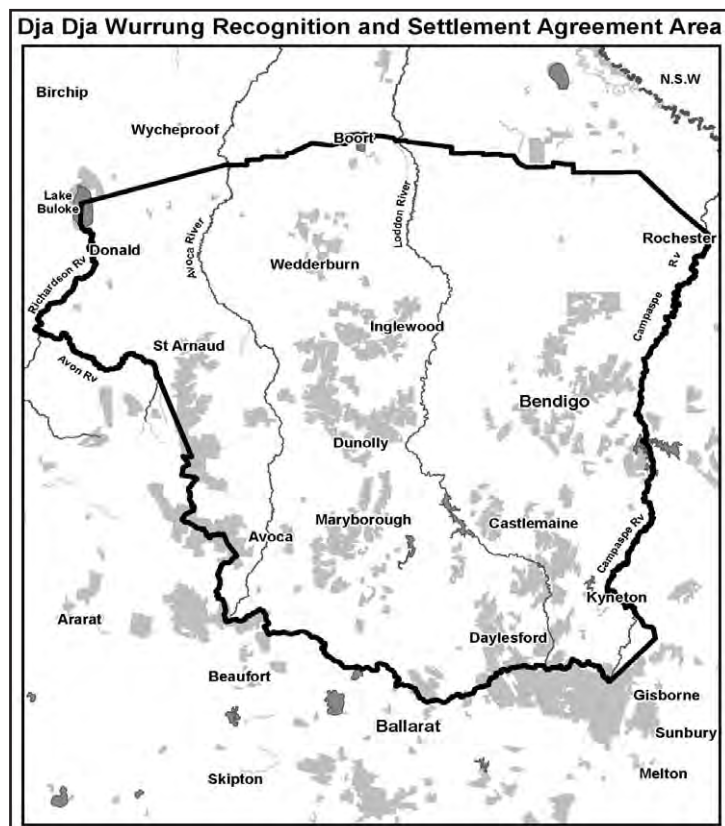 Dja Dja Wurrung Recognition and Settlement Agreement Area
N.S.W
Birchip
Wycheproof
Boort
Lake
Buloke
Loddon River
Avoca River
Rochester
Donald
Richardson Rv
Wedderburn
Campaspe
Rv
Inglewood
St Arnaud
Avon Rv
Bendigo
Dunolly
Maryborough
Castlemaine
Avoca
Campaspe Rv
Kyneton
Ararat
Daylesford
Beaufort
Gisborne
Ballarat
Sunbury
Skipton
Melton